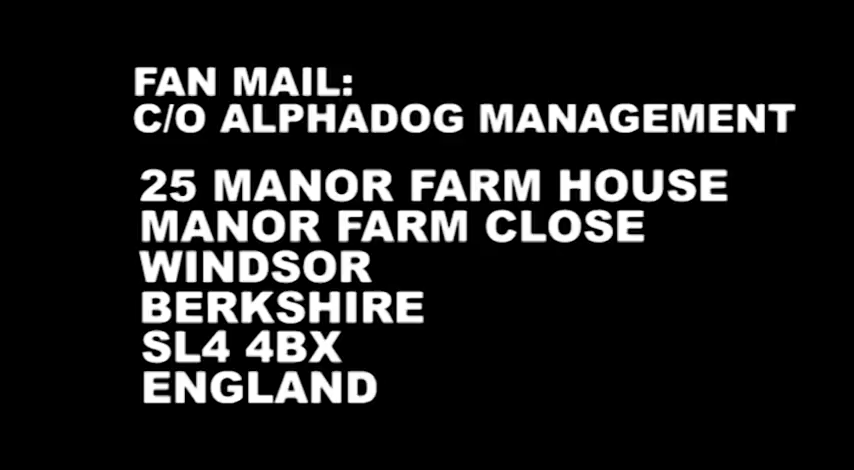 FAN MAIL:
C/O ALPHADOG MANAGEMENT
25 MANOR FARM HOUSE
MANOR FARM CLOSE
WINDSOR
BERKSHIRE
SL4 4BX
ENGLAND